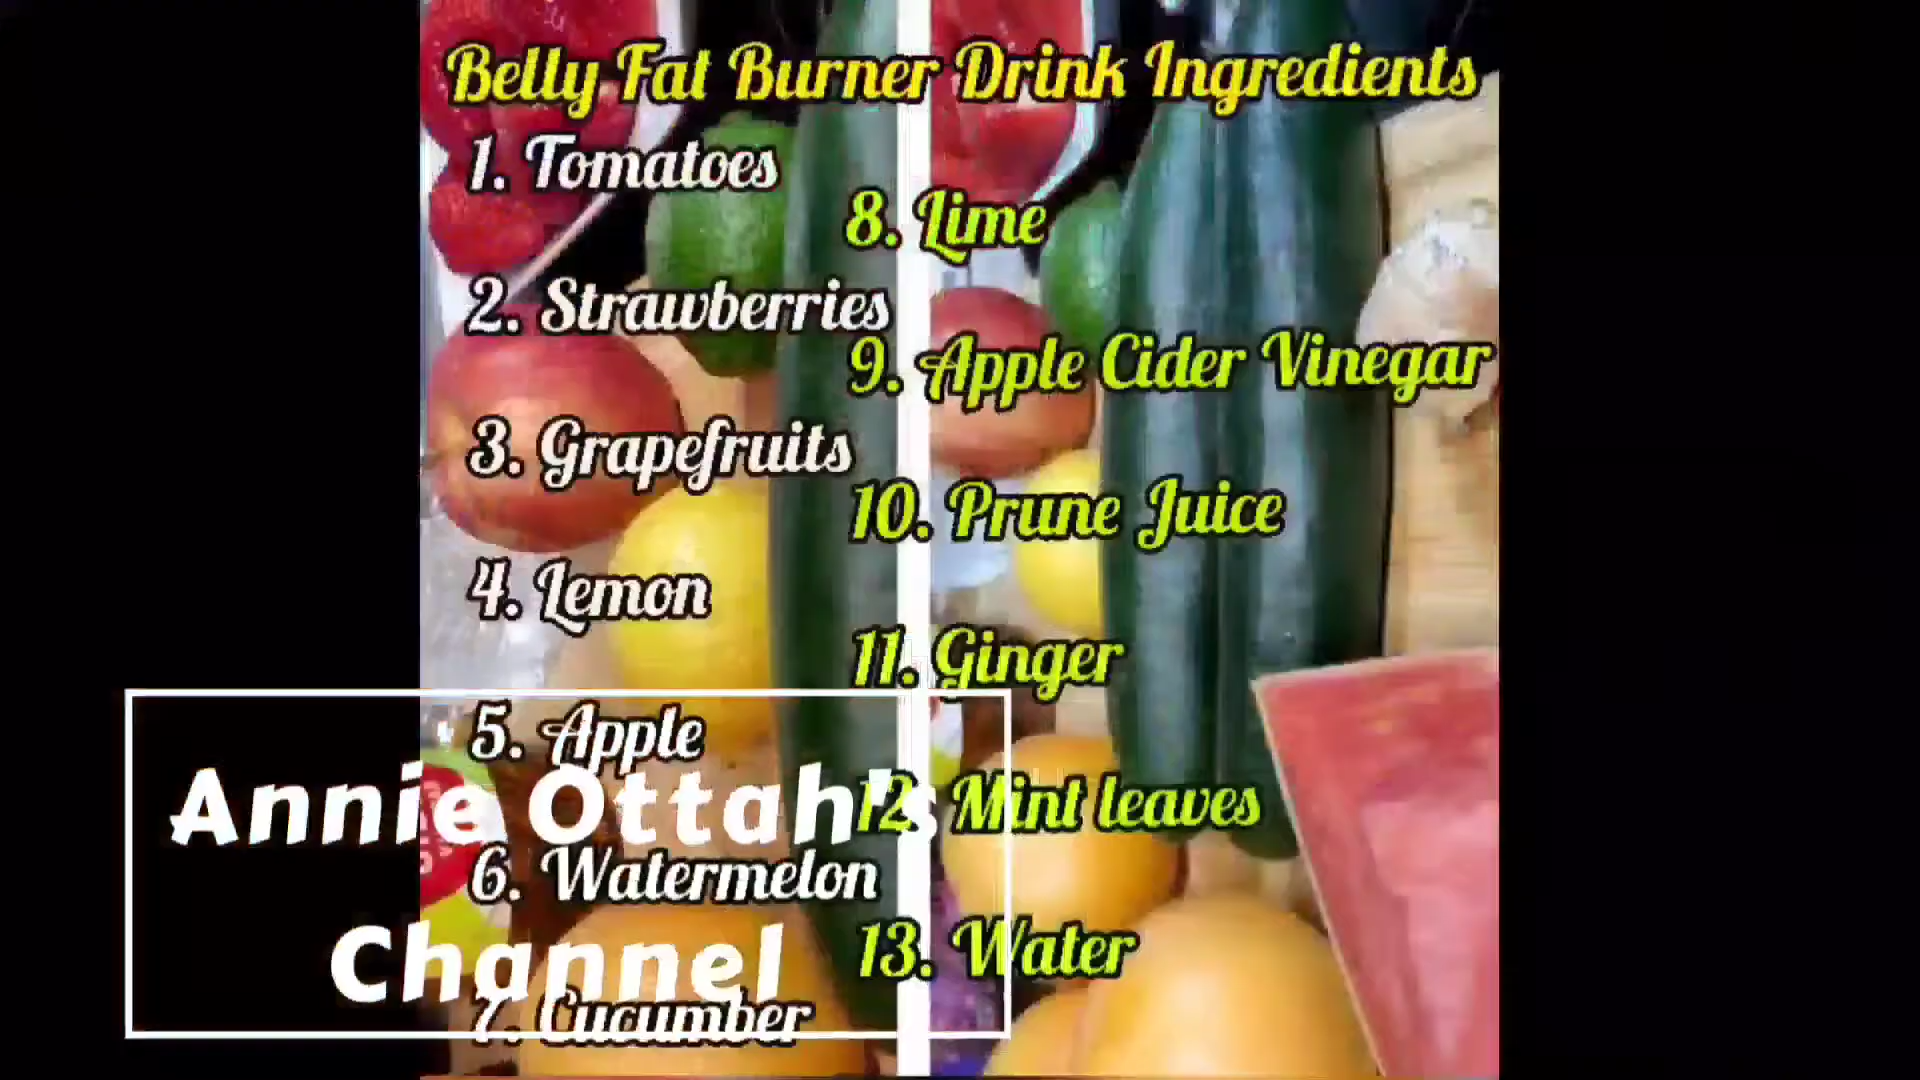 Belly Fat Burner Drink Ingredients
1. Tomatoes
2. Strawberries
3. Grapefruits
4. Lemon
5. Apple
6. Watermelon
7. Cucumber
8. Lime
9. Apple Cider Vinegar
10. Prune Juice
11. Ginger
12. Mint leaves
13. Water
Annie Ottah's
Channel